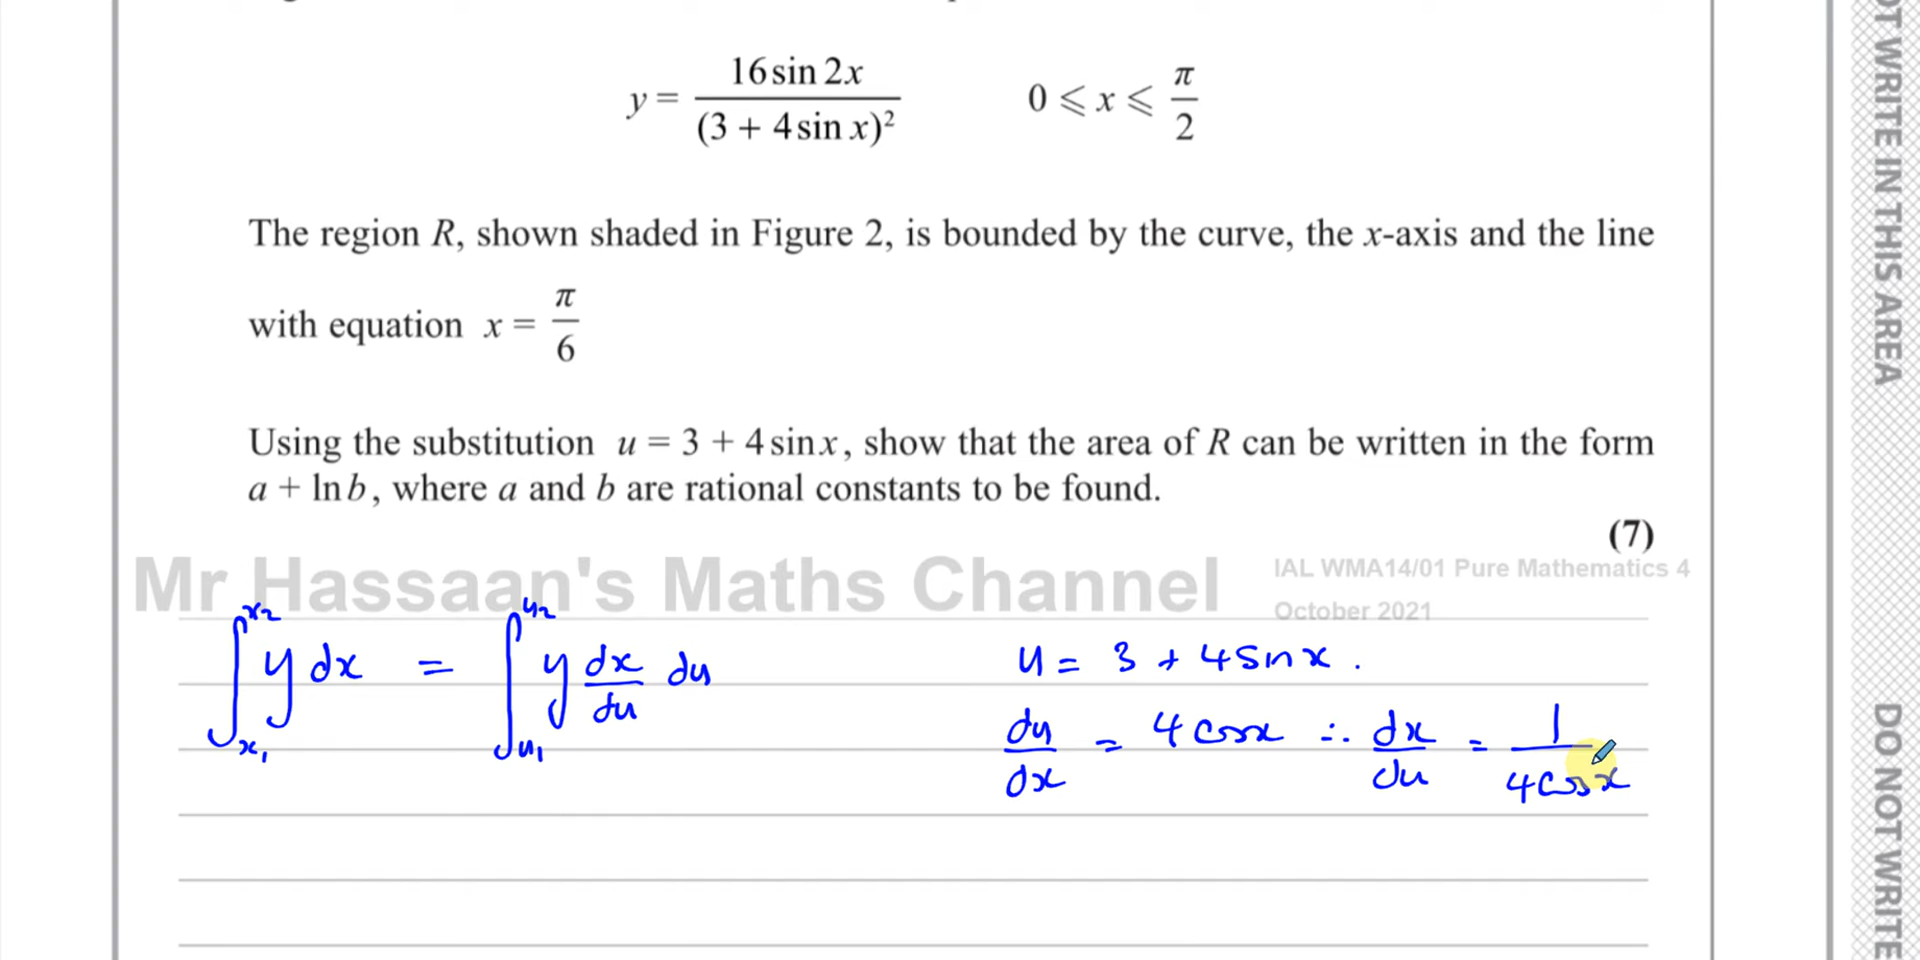 y = 16 sin 2x / (3 + 4 sin x)² 0 ⩽ x ⩽ π/2
The region R, shown shaded in Figure 2, is bounded by the curve, the x-axis and the line
with equation x = π/6
Using the substitution u = 3 + 4 sin x, show that the area of R can be written in the form
a + ln b, where a and b are rational constants to be found.
(7)
Mr Hassaan's Maths Channel
IAL WMA14/01 Pure Mathematics 4
October 2021
∫_{x₁}^{x₂} y dx = ∫_{u₁}^{u₂} y dx/du du
u = 3 + 4 sin x .
du/dx = 4 cos x ∴ dx/du = 1/(4 cos x)
WRITE IN THIS AREA
DO NOT WRITE